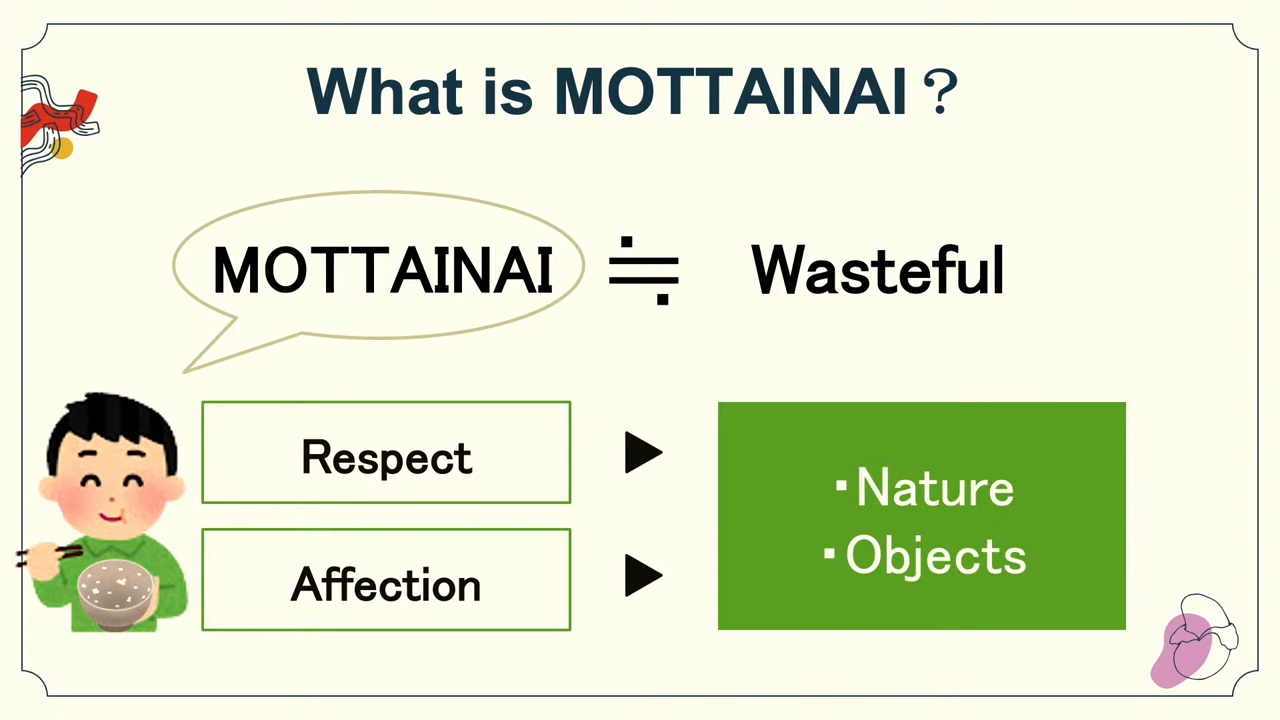 What is MOTTAINAI？
MOTTAINAI ≒ Wasteful
Respect
Affection
・Nature
・Objects